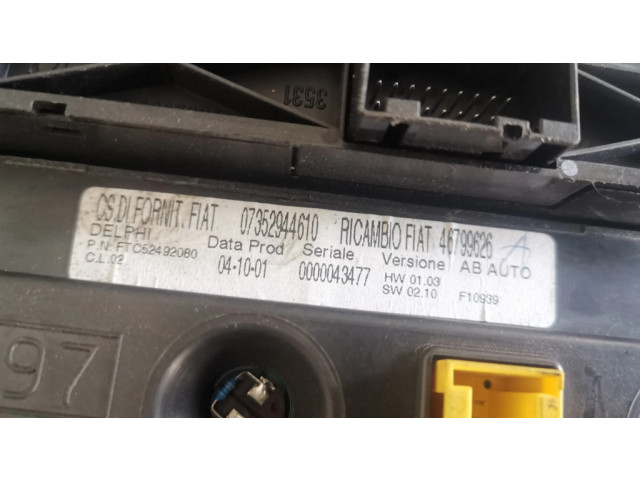 3531
CS.DI.FORNIT. FIAT 07352944610 RICAMBIO FIAT 46799626 A
DELPHI Data Prod Seriale Versione AB AUTO
P.N. FTC52492080 04-10-01 0000043477 HW 01.03
C.L.02 SW 02.10 F10939
97